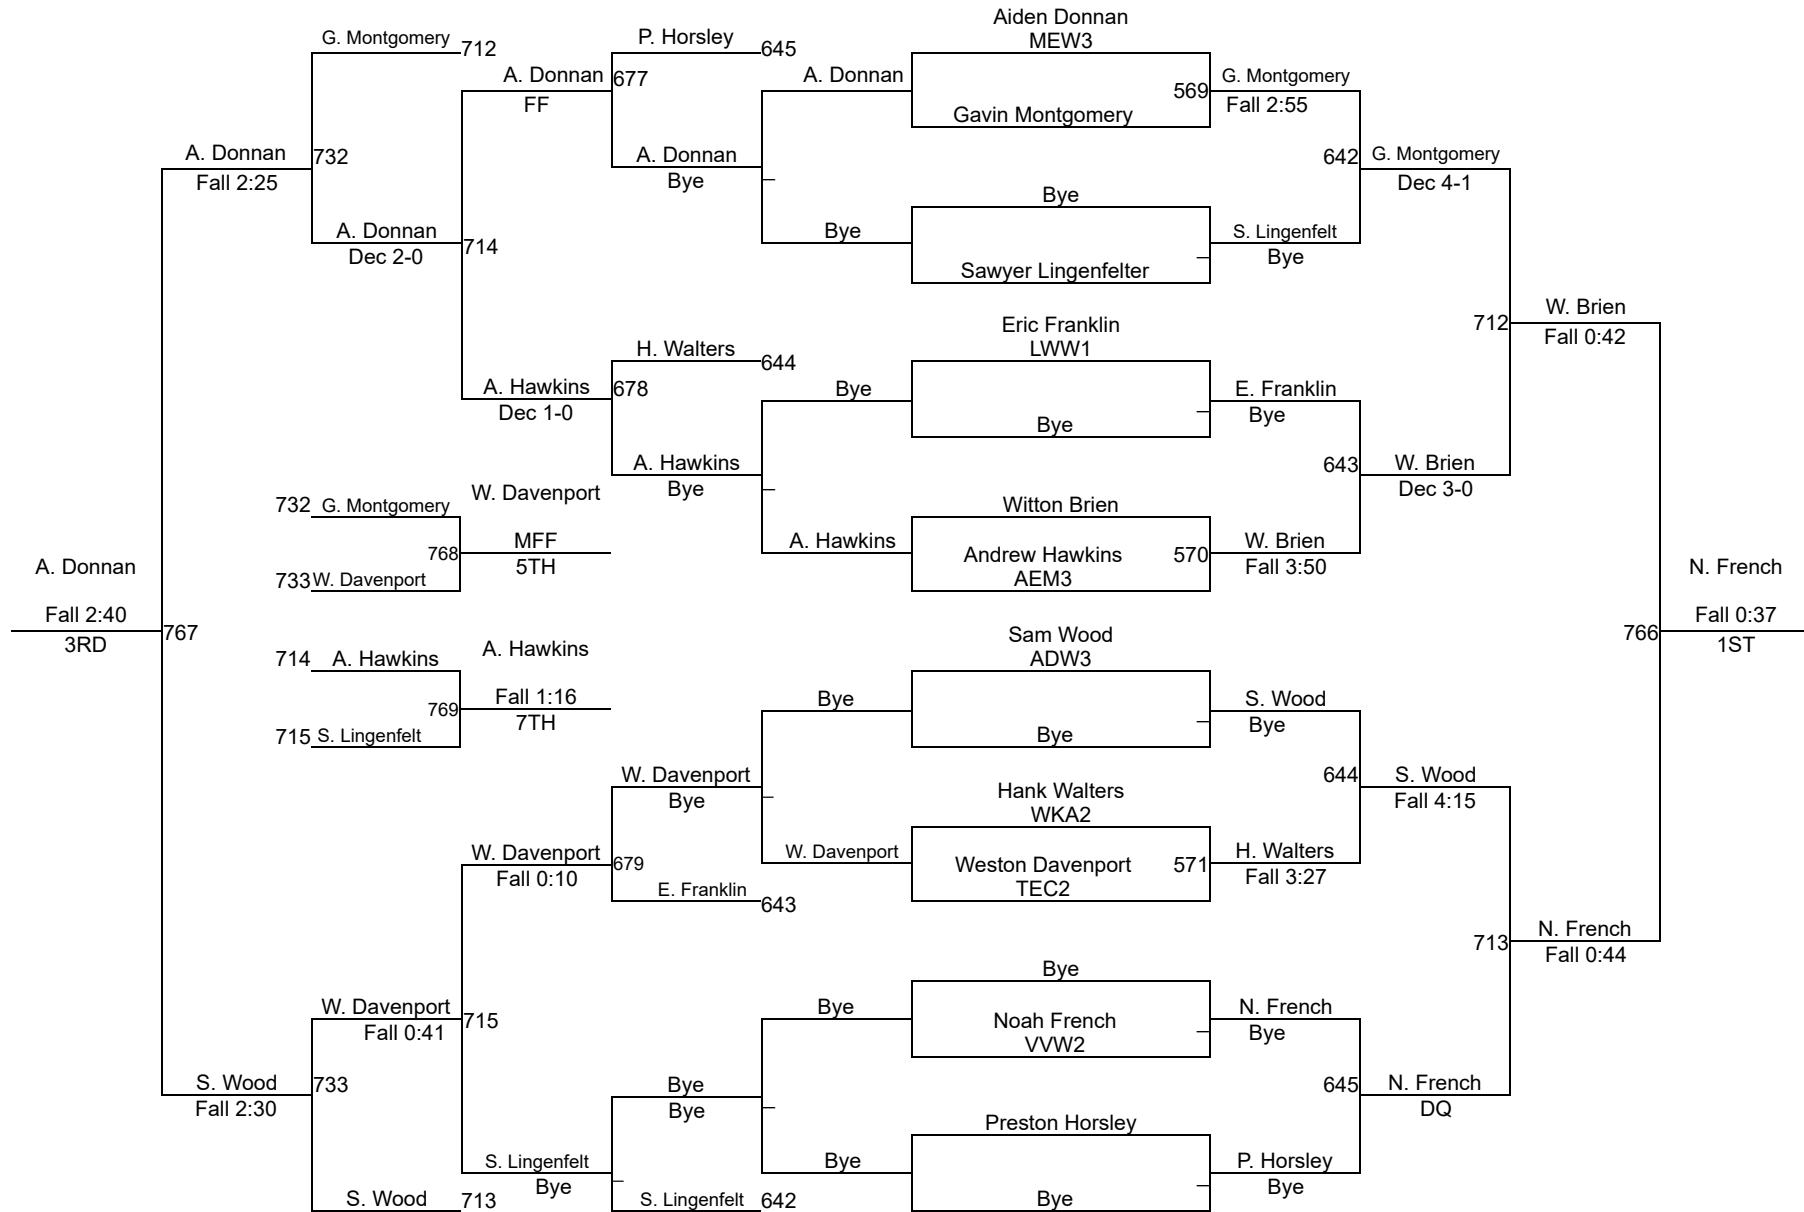 Aiden Donnan
G. Montgomery 712 P. Horsley 645 MEW3
A. Donnan 677 A. Donnan 569 G. Montgomery
FF Gavin Montgomery Fall 2:55
A. Donnan 732 A. Donnan 642 G. Montgomery
Fall 2:25 Bye _ Dec 4-1
Bye
A. Donnan 714 Bye S. Lingenfelt
Dec 2-0 Sawyer Lingenfelter _ Bye
712 W. Brien
Fall 0:42
Eric Franklin
H. Walters 644 LWW1
A. Hawkins 678 Bye _ E. Franklin
Dec 1-0 Bye Bye
A. Hawkins 643 W. Brien
Bye _ Dec 3-0
732 G. Montgomery W. Davenport Witton Brien
768 MFF A. Hawkins Andrew Hawkins 570 W. Brien
733 W. Davenport 5TH AEM3 Fall 3:50
A. Donnan N. French
Fall 2:40 767 766 Fall 0:37
3RD 1ST
Sam Wood
714 A. Hawkins A. Hawkins ADW3
769 Fall 1:16 Bye _ S. Wood
715 S. Lingenfelt 7TH Bye Bye
W. Davenport 644 S. Wood
Bye _ Fall 4:15
Hank Walters
WKA2
W. Davenport 679 W. Davenport Weston Davenport 571 H. Walters
Fall 0:10 TEC2 Fall 3:27
E. Franklin 643
713 N. French
Fall 0:44
Bye
W. Davenport 715 Bye Noah French _ N. French
Fall 0:41 VVW2 Bye
S. Wood 733 Bye 645 N. French
Fall 2:30 Bye _ DQ
Preston Horsley
S. Lingenfelt Bye P. Horsley
Bye _ _ Bye
S. Wood 713 S. Lingenfelt 642 Bye